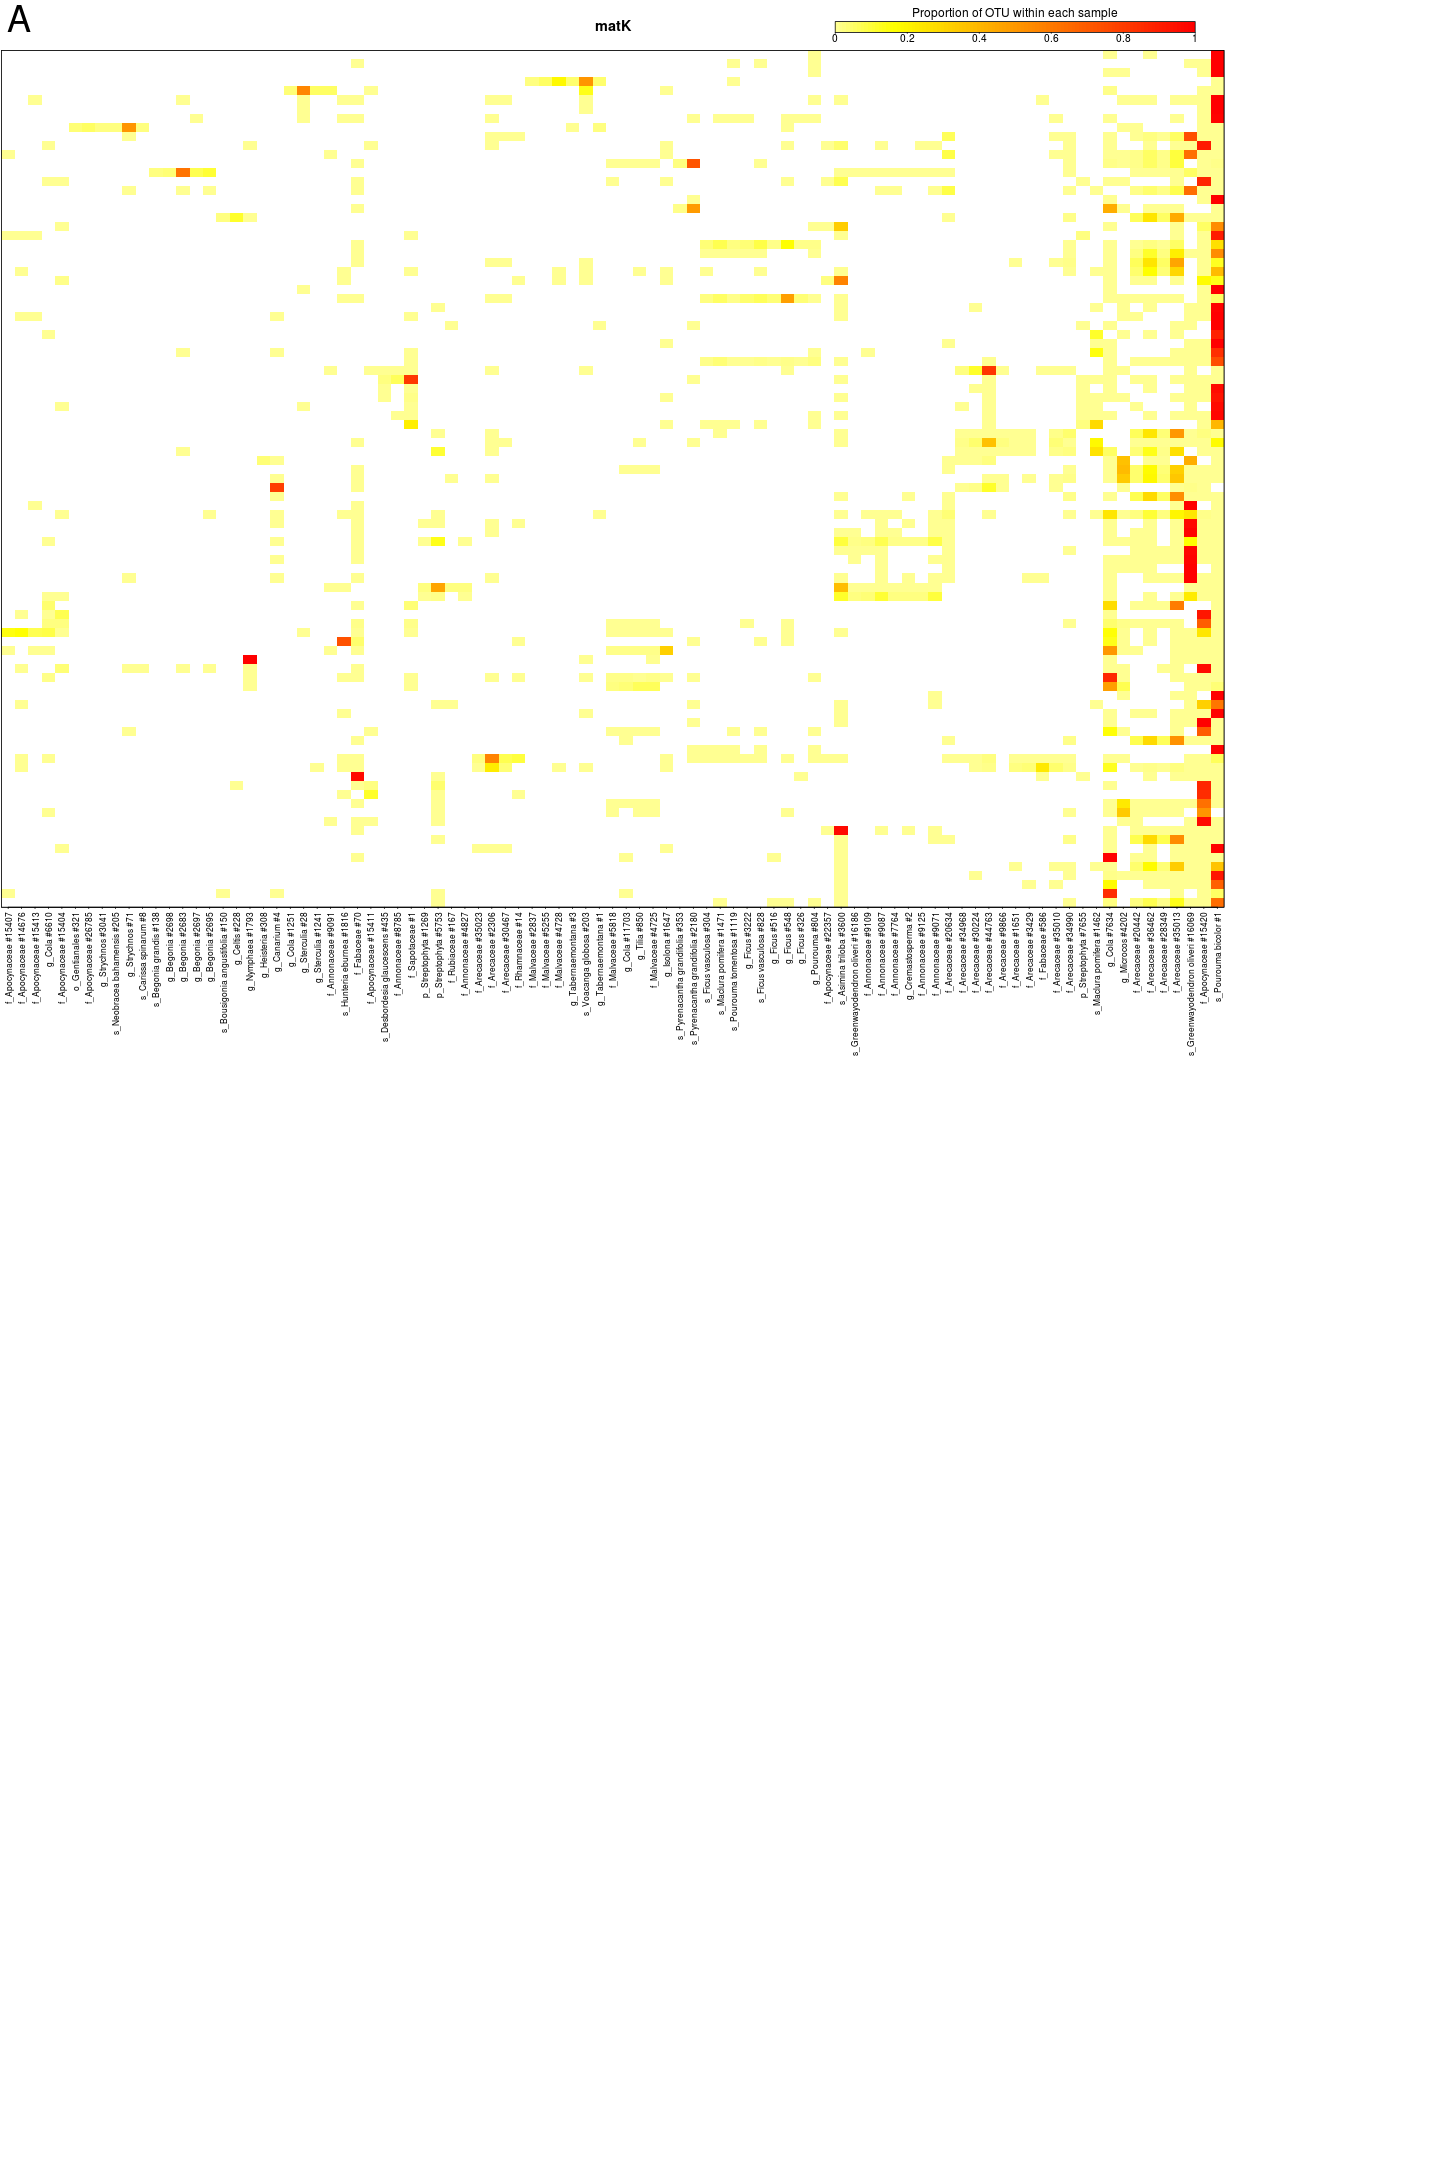 A
matK
Proportion of OTU within each sample
0 0.2 0.4 0.6 0.8 1
f_Apocynaceae #15407
f_Apocynaceae #14676
f_Apocynaceae #15413
g_Cola #6610
f_Apocynaceae #15404
o_Gentianales #321
f_Apocynaceae #26785
g_Strychnos #3041
s_Neobracea bahamensis #205
g_Strychnos #71
s_Carissa spinarum #8
s_Begonia grandis #138
g_Begonia #2698
g_Begonia #2683
g_Begonia #2697
g_Begonia #2695
s_Bousigonia angustifolia #150
g_Celtis #228
g_Nymphaea #1793
g_Heisteria #308
g_Canarium #4
g_Cola #1251
g_Sterculia #28
g_Sterculia #1241
f_Annonaceae #9091
s_Hunteria eburnea #1816
f_Fabaceae #70
f_Apocynaceae #15411
s_Desbordesia glaucescens #435
f_Annonaceae #8785
f_Sapotaceae #1
p_Streptophyta #1269
p_Streptophyta #5753
f_Rubiaceae #167
f_Annonaceae #4827
f_Arecaceae #35023
f_Arecaceae #2306
f_Arecaceae #30467
f_Rhamnaceae #14
f_Malvaceae #2837
f_Malvaceae #5255
f_Malvaceae #4728
g_Tabernaemontana #3
s_Voacanga globosa #203
g_Tabernaemontana #1
f_Malvaceae #5818
g_Cola #11703
g_Tilia #850
f_Malvaceae #4725
g_Isolona #1647
s_Pyrenacantha grandifolia #353
s_Pyrenacantha grandifolia #2180
s_Ficus vasculosa #304
s_Maclura pomifera #1471
s_Pourouma tomentosa #1119
g_Ficus #3222
s_Ficus vasculosa #828
g_Ficus #516
g_Ficus #548
g_Ficus #326
g_Pourouma #804
f_Apocynaceae #22357
s_Asimina triloba #3600
s_Greenwayodendron oliveri #16186
f_Annonaceae #9109
f_Annonaceae #9087
f_Annonaceae #7764
g_Cremastosperma #2
f_Annonaceae #9125
f_Annonaceae #9071
f_Arecaceae #20634
f_Arecaceae #34968
f_Arecaceae #30224
f_Arecaceae #44763
f_Arecaceae #9866
f_Arecaceae #1651
f_Arecaceae #3429
f_Fabaceae #586
f_Arecaceae #35010
f_Arecaceae #34990
p_Streptophyta #7655
s_Maclura pomifera #1462
g_Cola #7634
g_Microcos #4202
f_Arecaceae #20442
f_Arecaceae #36462
f_Arecaceae #28349
f_Arecaceae #35013
s_Greenwayodendron oliveri #16069
f_Apocynaceae #15420
s_Pourouma bicolor #1